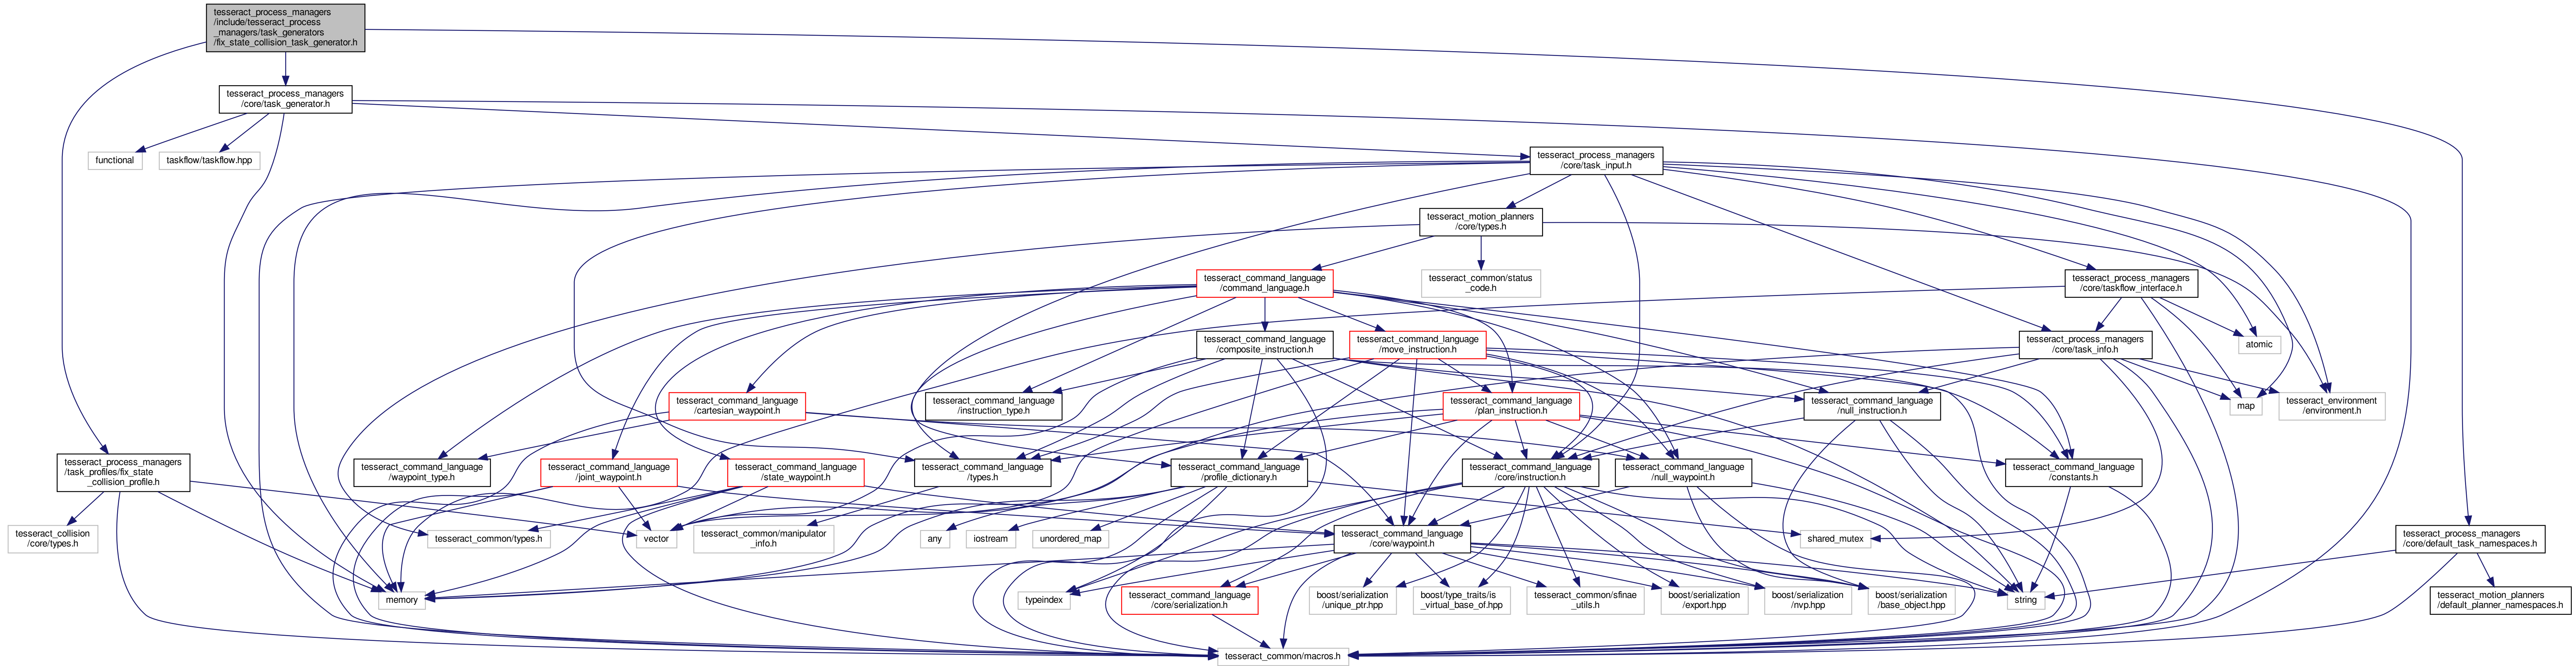 tesseract_process_managers
/include/tesseract_process
_managers/task_generators
/fix_state_collision_task_generator.h
tesseract_process_managers
/core/task_generator.h
functional
taskflow/taskflow.hpp
tesseract_process_managers
/core/task_input.h
tesseract_motion_planners
/core/types.h
tesseract_command_language
/command_language.h
tesseract_common/status
_code.h
tesseract_process_managers
/core/taskflow_interface.h
tesseract_command_language
/composite_instruction.h
tesseract_command_language
/move_instruction.h
tesseract_process_managers
/core/task_info.h
atomic
tesseract_command_language
/cartesian_waypoint.h
tesseract_command_language
/instruction_type.h
tesseract_command_language
/plan_instruction.h
tesseract_command_language
/null_instruction.h
map
tesseract_environment
/environment.h
tesseract_process_managers
/task_profiles/fix_state
_collision_profile.h
tesseract_command_language
/waypoint_type.h
tesseract_command_language
/joint_waypoint.h
tesseract_command_language
/state_waypoint.h
tesseract_command_language
/types.h
tesseract_command_language
/profile_dictionary.h
tesseract_command_language
/core/instruction.h
tesseract_command_language
/null_waypoint.h
tesseract_command_language
/constants.h
tesseract_collision
/core/types.h
tesseract_common/types.h
vector
tesseract_common/manipulator
_info.h
any
iostream
unordered_map
tesseract_command_language
/core/waypoint.h
shared_mutex
tesseract_process_managers
/core/default_task_namespaces.h
memory
typeindex
tesseract_command_language
/core/serialization.h
boost/serialization
/unique_ptr.hpp
boost/type_traits/is
_virtual_base_of.hpp
tesseract_common/sfinae
_utils.h
boost/serialization
/export.hpp
boost/serialization
/nvp.hpp
boost/serialization
/base_object.hpp
string
tesseract_motion_planners
/default_planner_namespaces.h
tesseract_common/macros.h